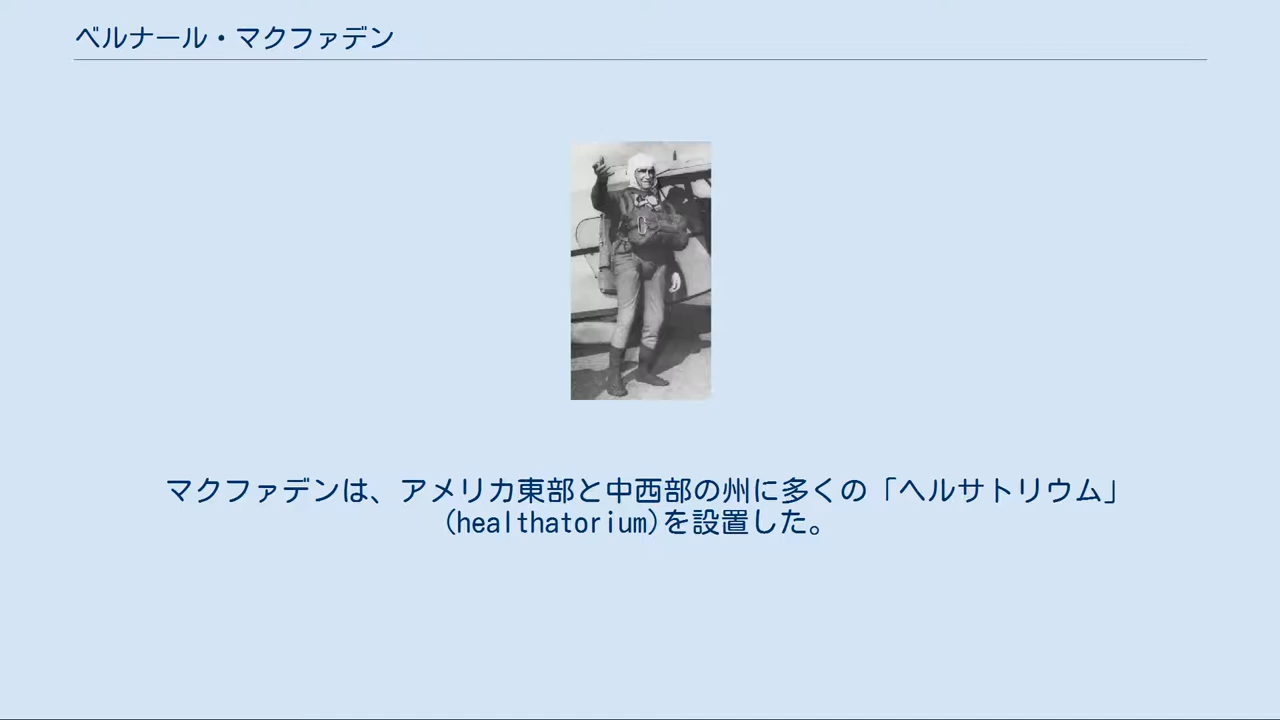 ベルナール・マクファデン
マクファデンは、アメリカ東部と中西部の州に多くの「ヘルサトリウム」
(healthatorium)を設置した。